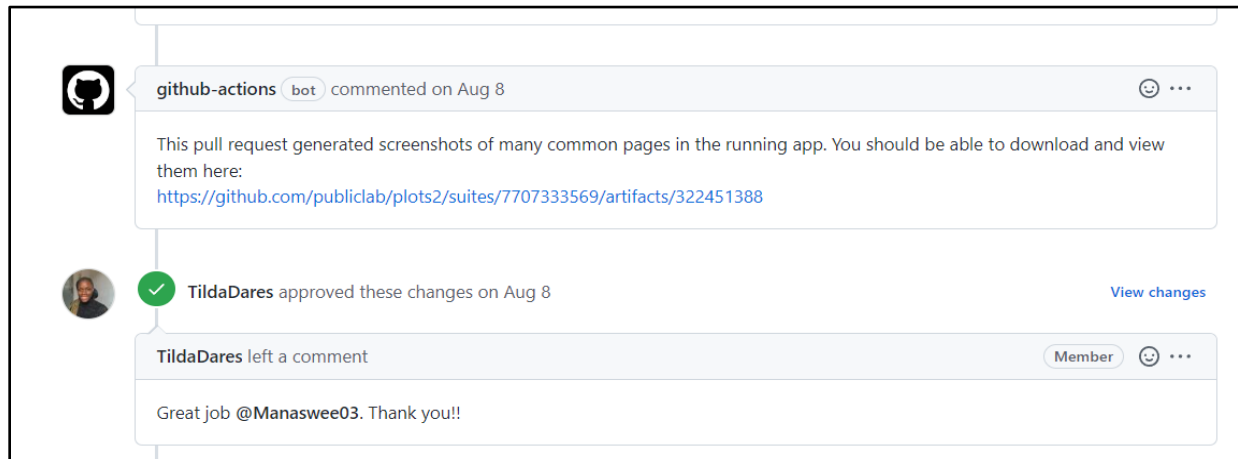 github-actions bot commented on Aug 8
This pull request generated screenshots of many common pages in the running app. You should be able to download and view
them here:
https://github.com/publiclab/plots2/suites/7707333569/artifacts/322451388
TildaDares approved these changes on Aug 8
View changes
TildaDares left a comment
Member
Great job @Manaswee03. Thank you!!